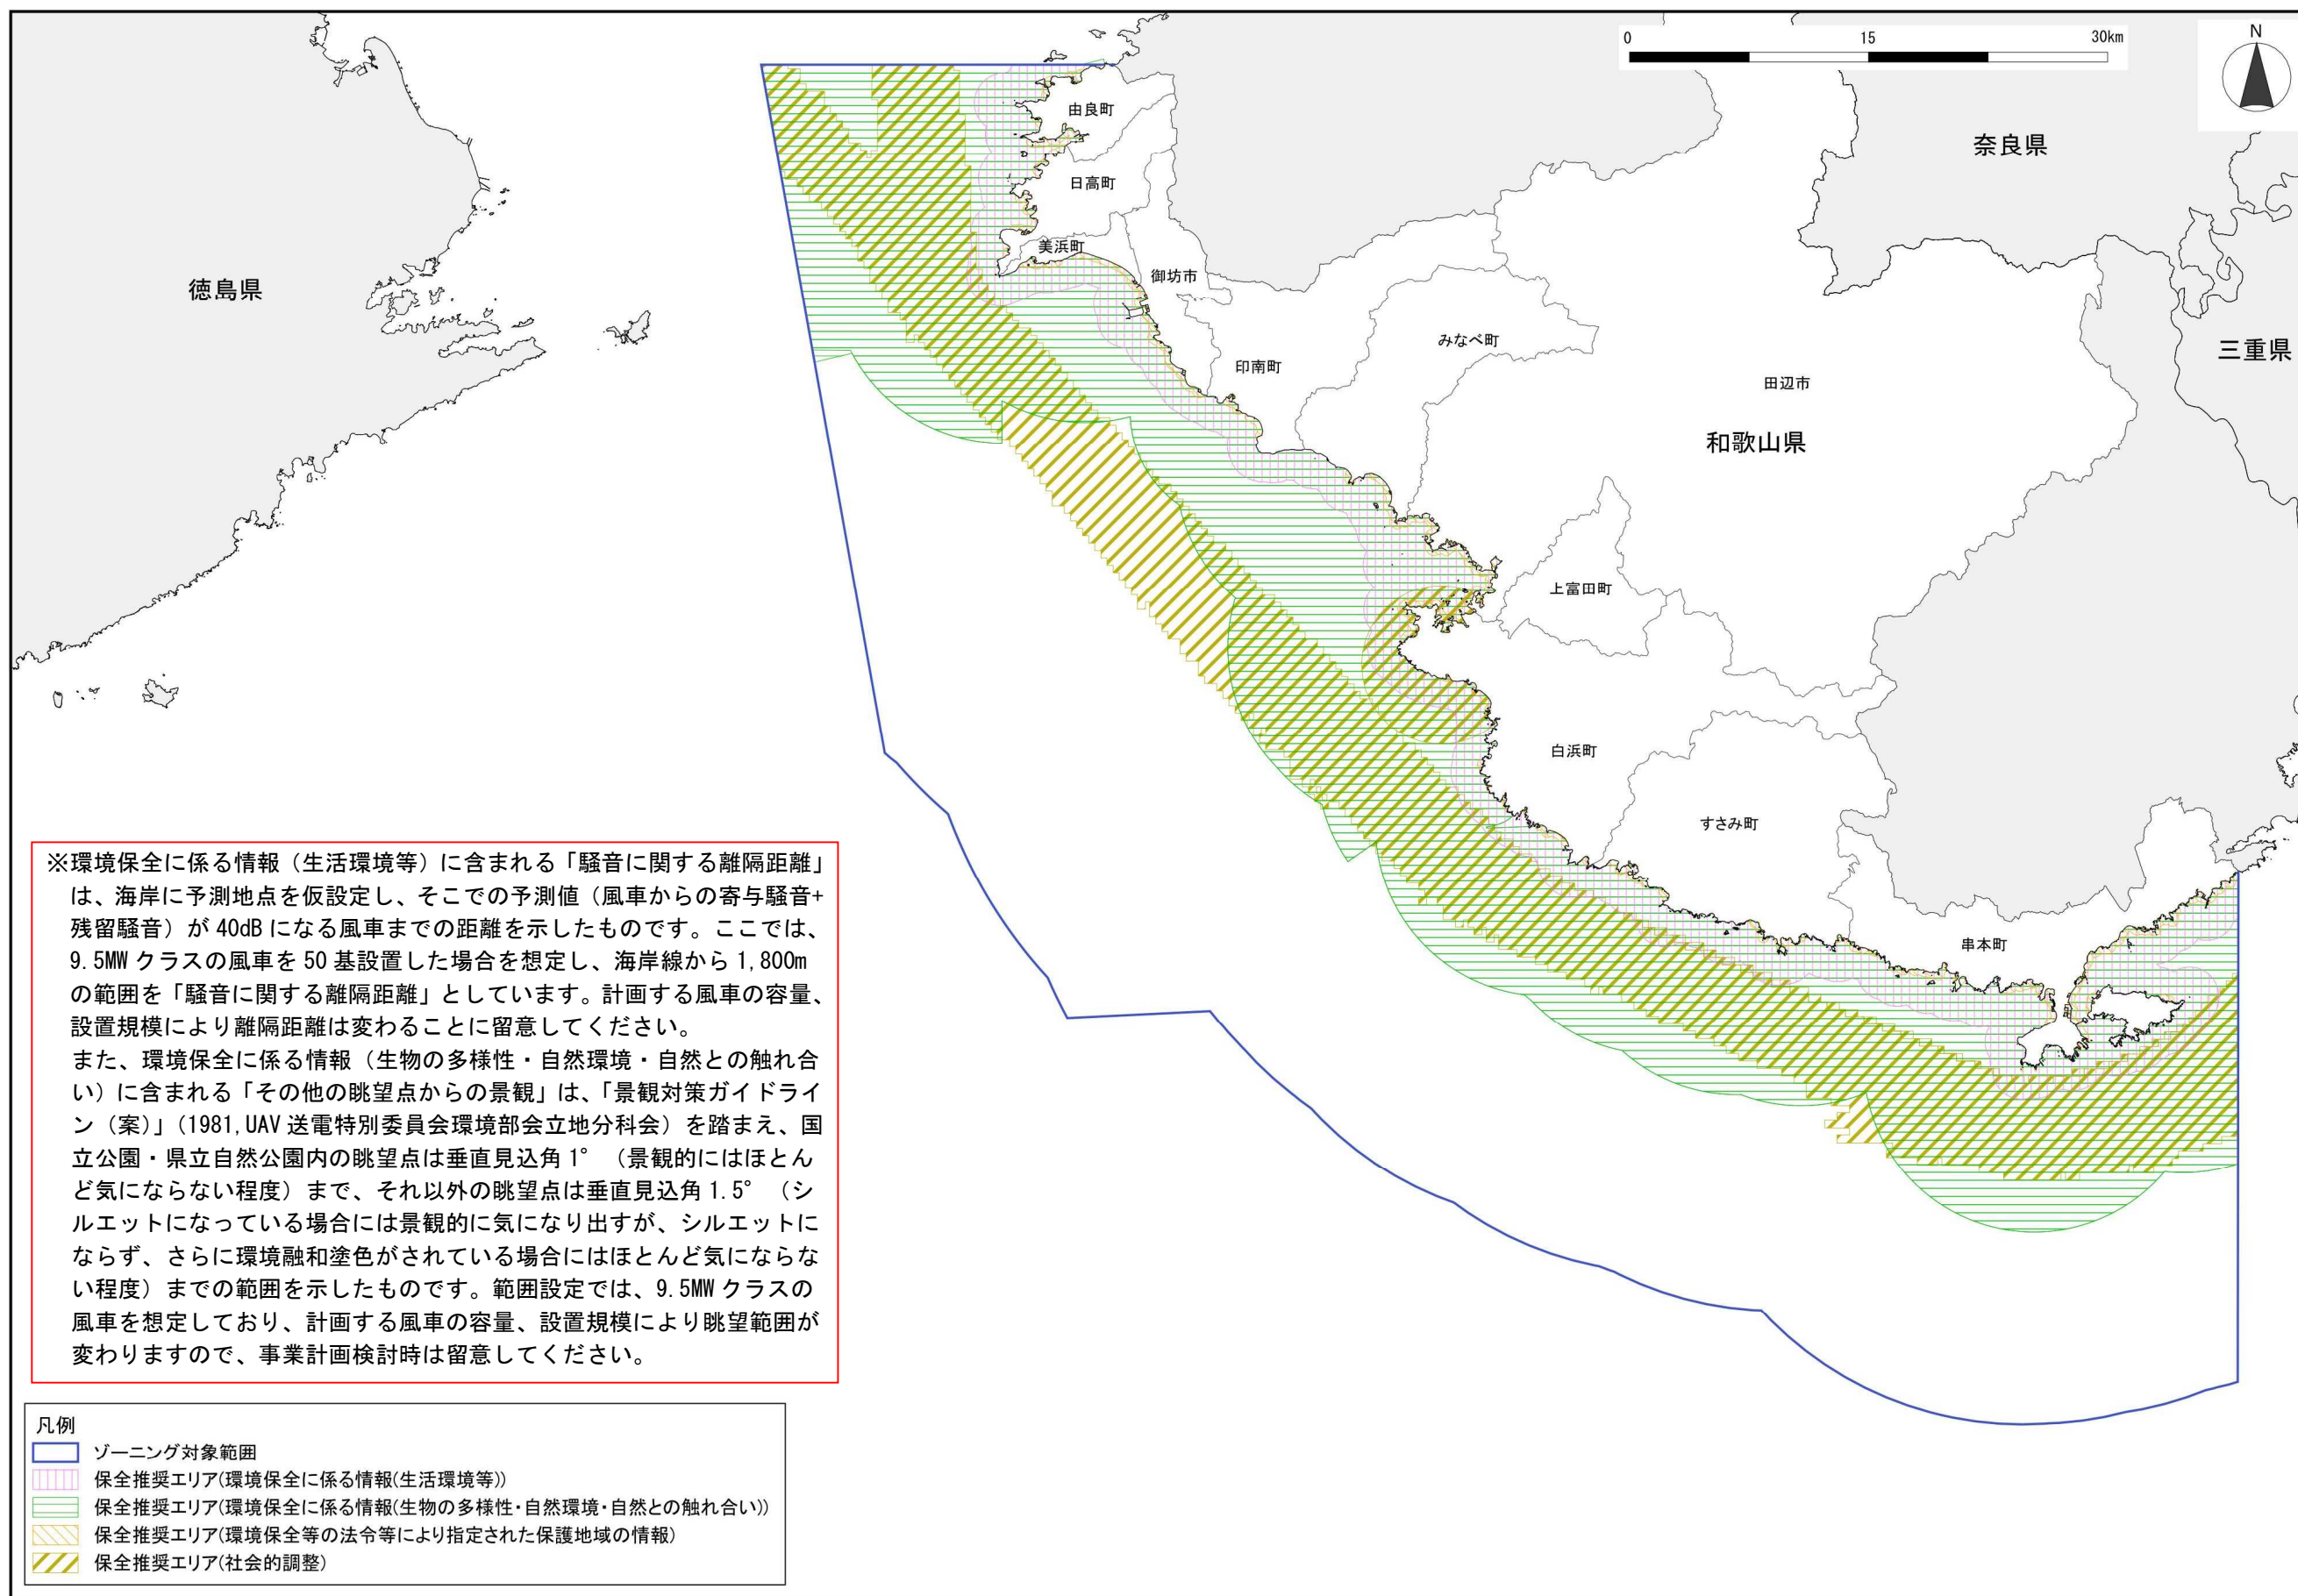 0 15 30km
N
奈良県
由良町
日高町
美浜町
御坊市
徳島県
みなべ町
三重県
印南町
田辺市
和歌山県
上富田町
白浜町
すさみ町
串本町
※環境保全に係る情報(生活環境等)に含まれる「騒音に関する離隔距離」
は、海岸に予測地点を仮設定し、そこでの予測値(風車からの寄与騒音+
残留騒音)が 40dB になる風車までの距離を示したものです。ここでは、
9.5MW クラスの風車を 50 基設置した場合を想定し、海岸線から 1,800m
の範囲を「騒音に関する離隔距離」としています。計画する風車の容量、
設置規模により離隔距離は変わることに留意してください。
また、環境保全に係る情報(生物の多様性・自然環境・自然との触れ合
い)に含まれる「その他の眺望点からの景観」は、「景観対策ガイドライ
ン(案)」(1981,UAV 送電特別委員会環境部会立地分科会)を踏まえ、国
立公園・県立自然公園内の眺望点は垂直見込角 1° (景観的にはほとん
ど気にならない程度)まで、それ以外の眺望点は垂直見込角 1.5° (シ
ルエットになっている場合には景観的に気になり出すが、シルエットに
ならず、さらに環境融和塗色がされている場合にはほとんど気にならな
い程度)までの範囲を示したものです。範囲設定では、9.5MW クラスの
風車を想定しており、計画する風車の容量、設置規模により眺望範囲が
変わりますので、事業計画検討時は留意してください。
凡例
ゾーニング対象範囲
保全推奨エリア(環境保全に係る情報(生活環境等))
保全推奨エリア(環境保全に係る情報(生物の多様性・自然環境・自然との触れ合い))
保全推奨エリア(環境保全等の法令等により指定された保護地域の情報)
保全推奨エリア(社会的調整)